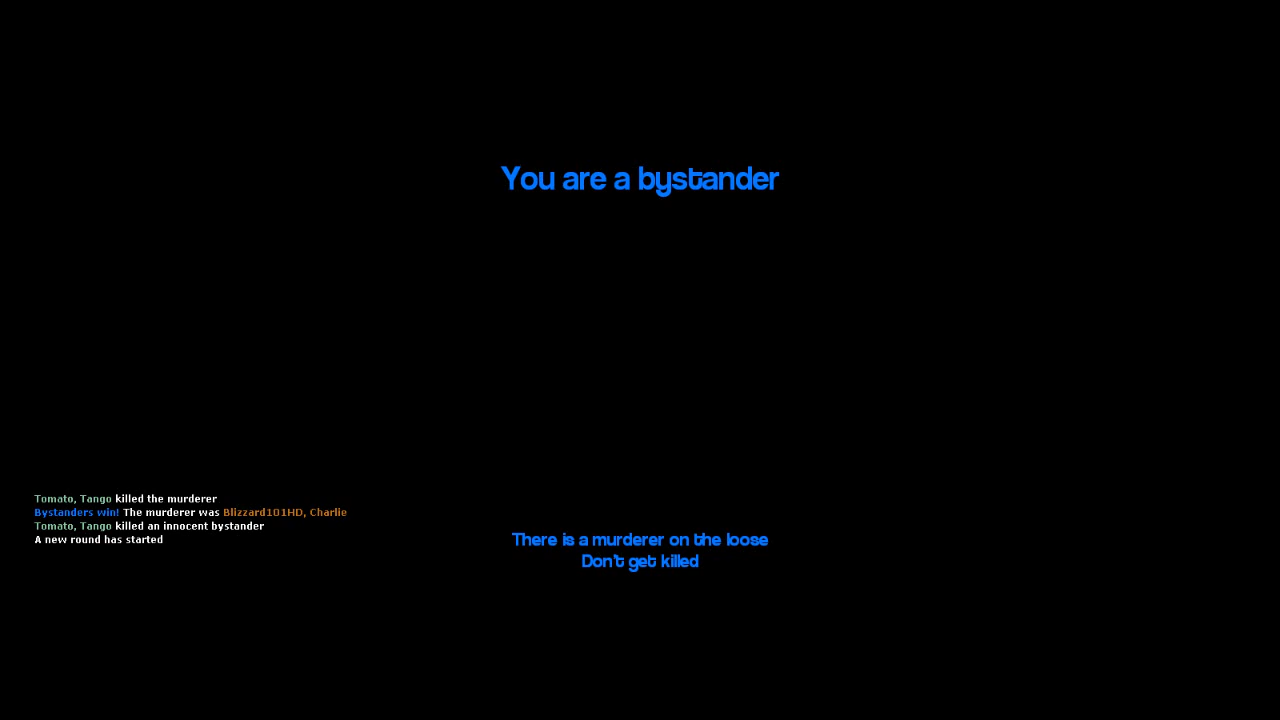 You are a bystander
Tomato, Tango killed the murderer
Bystanders win! The murderer was Blizzard101HD, Charlie
Tomato, Tango killed an innocent bystander
A new round has started
There is a murderer on the loose
Don't get killed